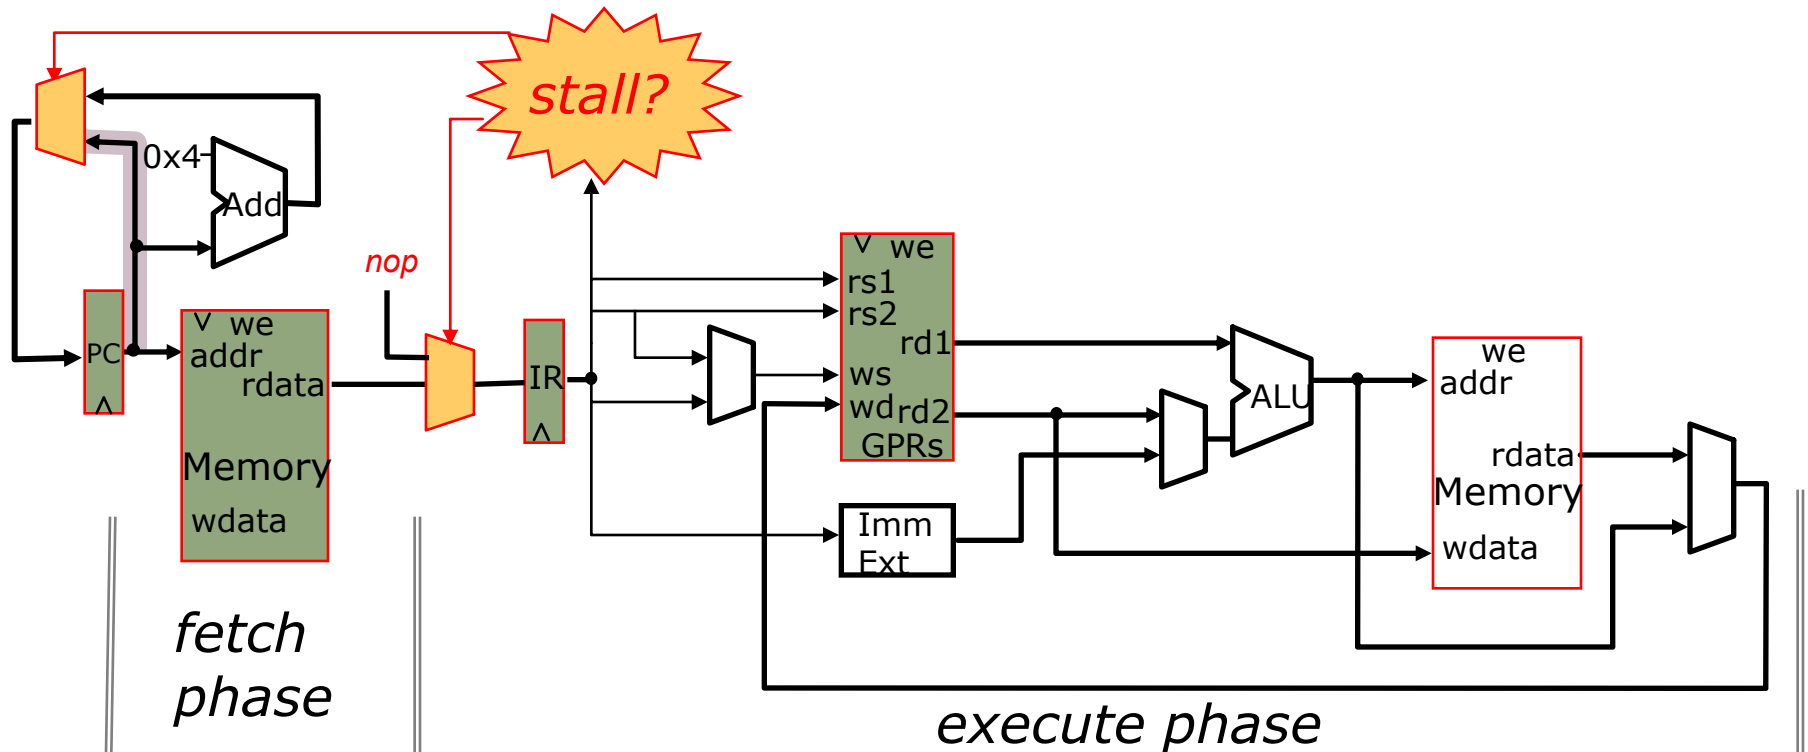 stall?
0x4
Add
nop
PC
we
addr
rdata
Memory
wdata
IR
we
rs1
rs2
rd1
ws
wd rd2
GPRs
Imm
Ext
ALU
we
addr
rdata
Memory
wdata
fetch
phase
execute phase